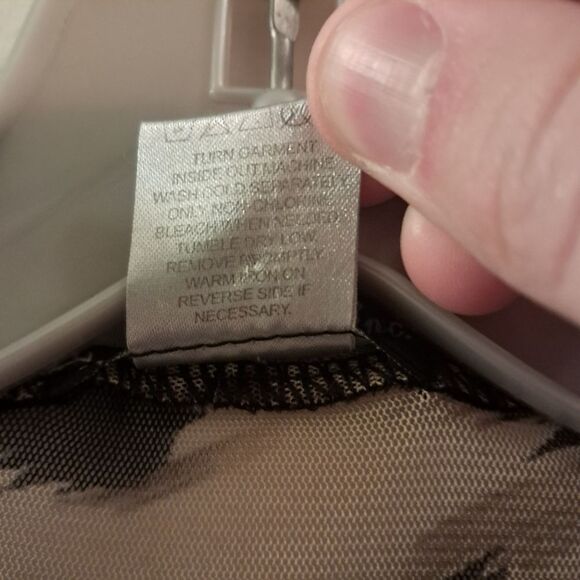 TURN GARMENT
INSIDE OUT MACHINE
WASH COLD SEPARATELY
ONLY NON-CHLORINE
BLEACH WHEN NEEDED
TUMBLE DRY LOW
REMOVE PROMPTLY.
WARM IRON ON
REVERSE SIDE IF
NECESSARY.
n.c.